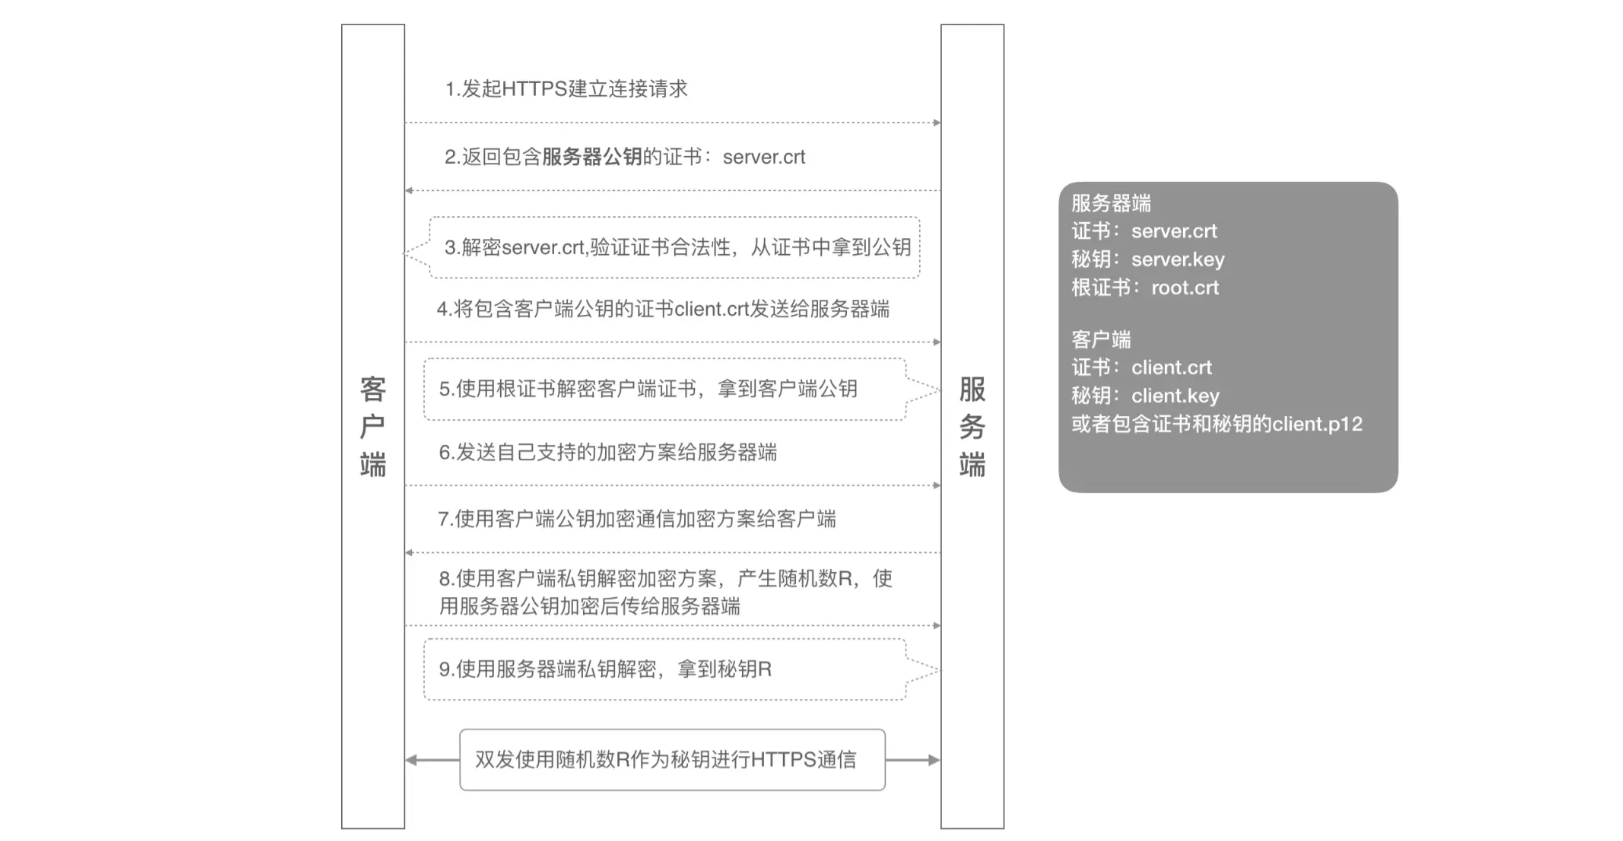 1.发起HTTPS建立连接请求
2.返回包含服务器公钥的证书：server.crt
3.解密server.crt,验证证书合法性，从证书中拿到公钥
4.将包含客户端公钥的证书client.crt发送给服务器端
5.使用根证书解密客户端证书，拿到客户端公钥
6.发送自己支持的加密方案给服务器端
7.使用客户端公钥加密通信加密方案给客户端
8.使用客户端私钥解密加密方案，产生随机数R，使
用服务器公钥加密后传给服务器端
9.使用服务器端私钥解密，拿到秘钥R
双发使用随机数R作为秘钥进行HTTPS通信
客户端
服务端
服务器端
证书：server.crt
秘钥：server.key
根证书：root.crt
客户端
证书：client.crt
秘钥：client.key
或者包含证书和秘钥的client.p12